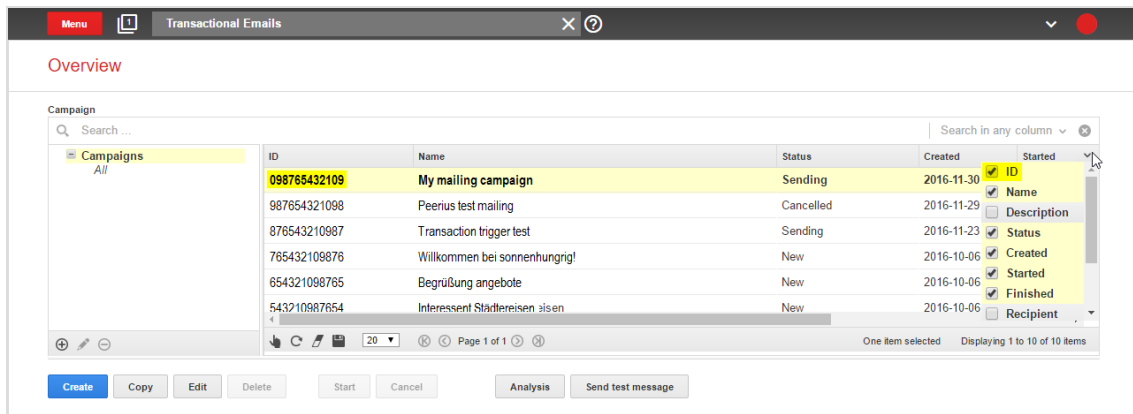 Menu 1 Transactional Emails
Overview
Campaign
Search ... Search in any column
Campaigns
All
ID Name Status Created Started
098765432109 My mailing campaign Sending 2016-11-30
987654321098 Peerius test mailing Cancelled 2016-11-29
876543210987 Transaction trigger test Sending 2016-11-23
765432109876 Willkommen bei sonnenhungrig! New 2016-10-06
654321098765 Begrüßung angebote New 2016-10-06
543210987654 Interessent Städtereisen eisen New 2016-10-06
ID
Name
Description
Status
Created
Started
Finished
Recipient
20 Page 1 of 1 One item selected Displaying 1 to 10 of 10 items
Create Copy Edit Delete Start Cancel Analysis Send test message